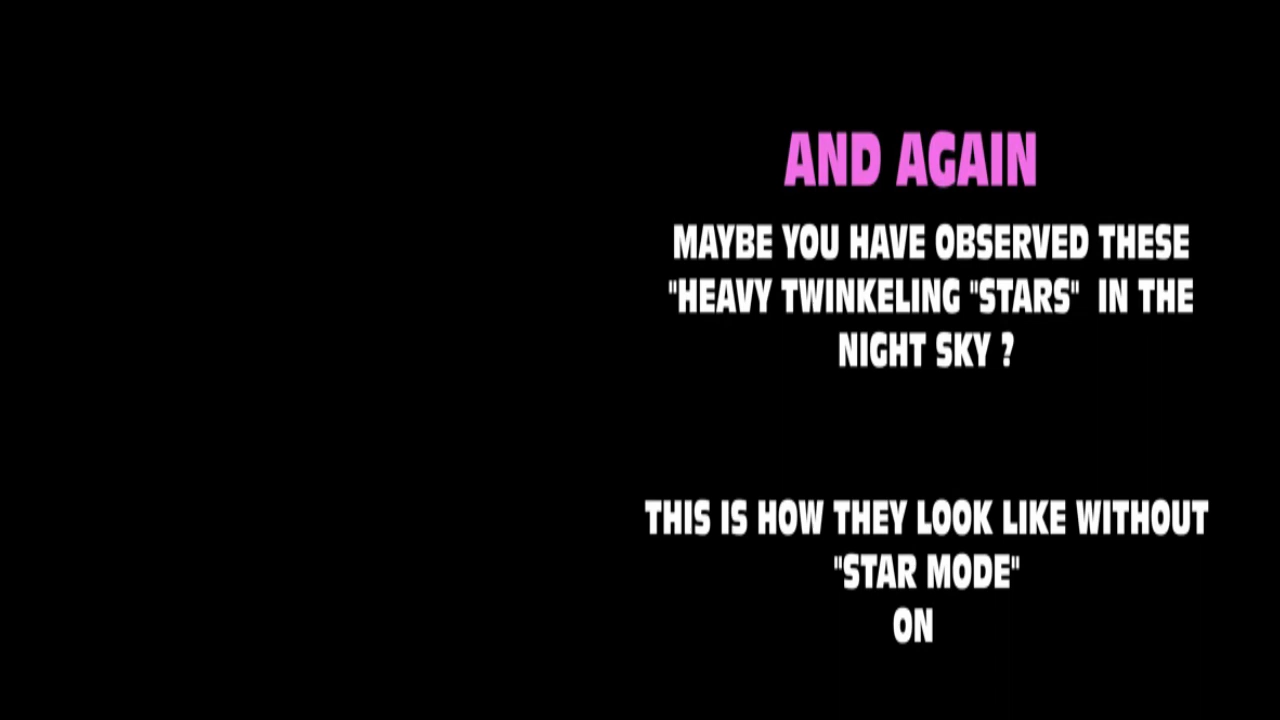 AND AGAIN
MAYBE YOU HAVE OBSERVED THESE
"HEAVY TWINKELING "STARS" IN THE
NIGHT SKY ?
THIS IS HOW THEY LOOK LIKE WITHOUT
"STAR MODE"
ON